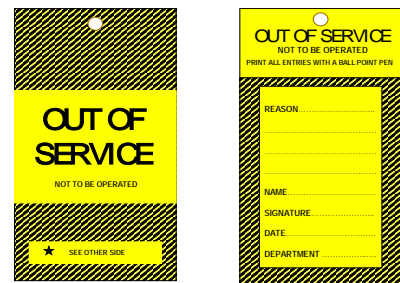 OUT OF
SERVICE
NOT TO BE OPERATED
★ SEE OTHER SIDE
OUT OF SERVICE
NOT TO BE OPERATED
PRINT ALL ENTRIES WITH A BALL POINT PEN
REASON..............................
..........................................
..........................................
..........................................
NAME..................................
SIGNATURE........................
DATE...................................
DEPARTMENT .....................